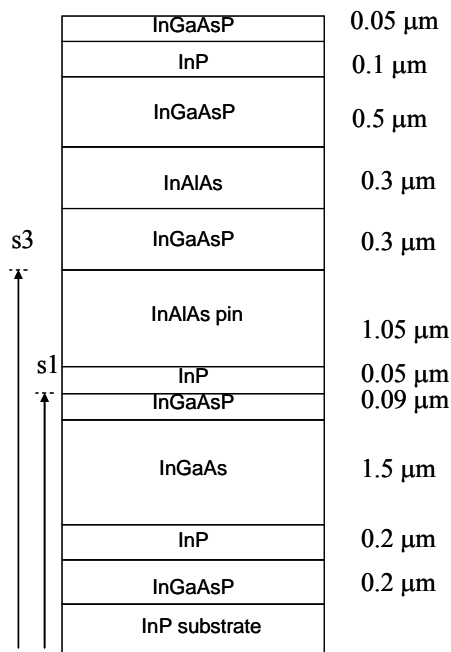 InGaAsP 0.05 μm
InP 0.1 μm
InGaAsP 0.5 μm
InAlAs 0.3 μm
s3
InGaAsP 0.3 μm
InAlAs pin 1.05 μm
s1
InP 0.05 μm
InGaAsP 0.09 μm
InGaAs 1.5 μm
InP 0.2 μm
InGaAsP 0.2 μm
InP substrate